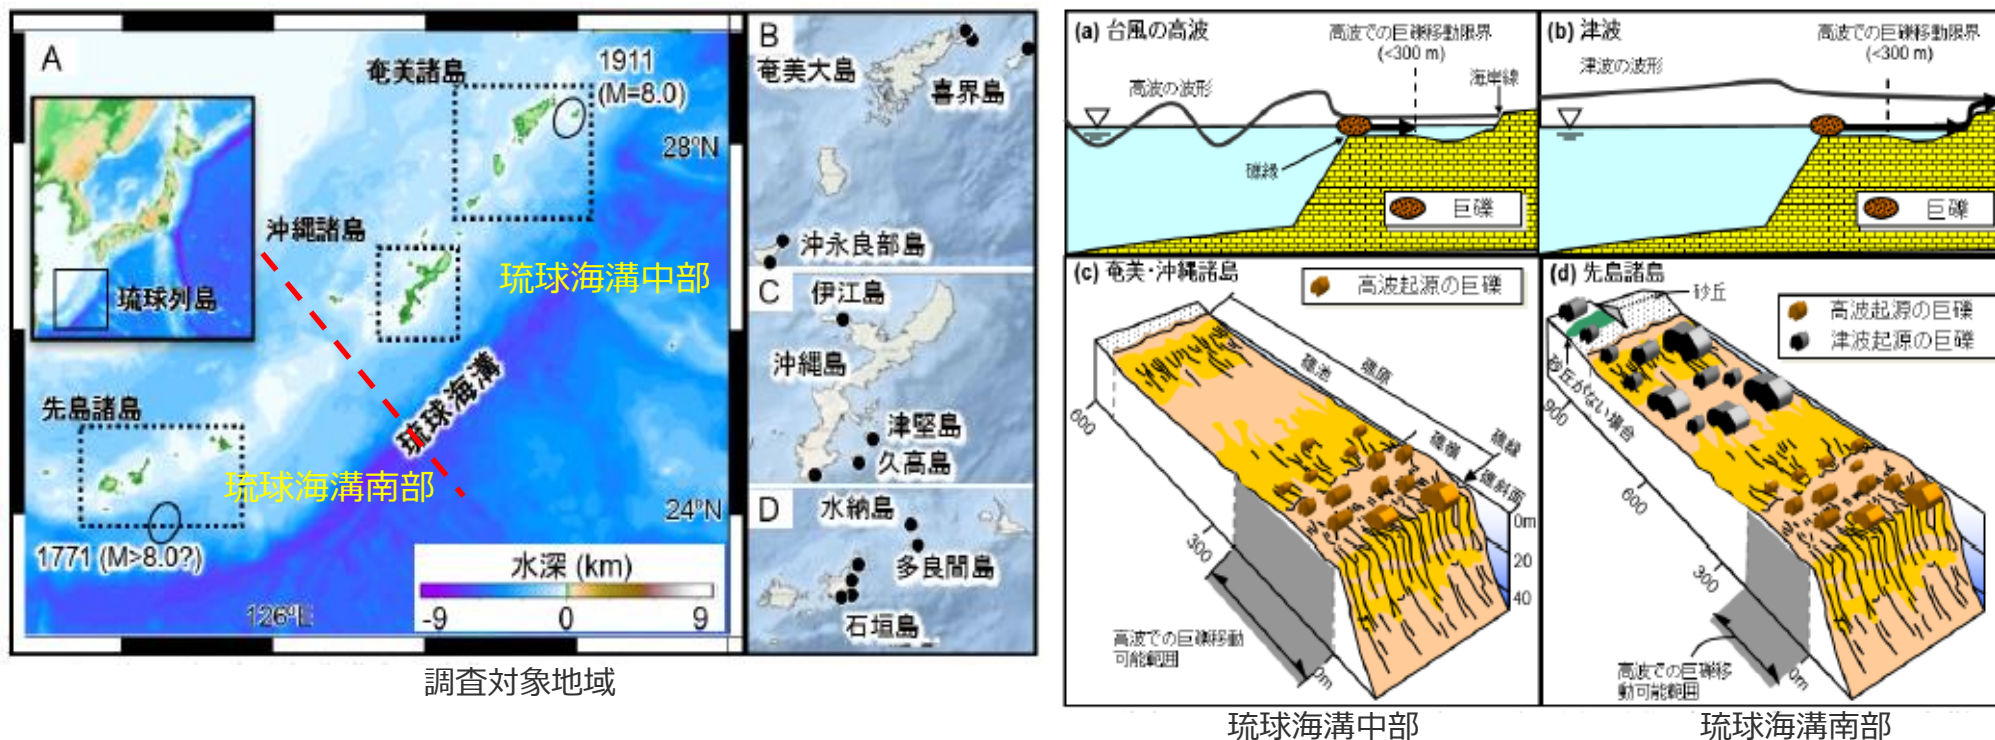 A
奄美諸島
1911
(M=8.0)
28°N
沖縄諸島
琉球海溝中部
琉球列島
琉球海溝
先島諸島
琉球海溝南部
24°N
1771 (M>8.0?)
水深 (km)
-9
0
9
126°E
B
奄美大島
喜界島
沖永良部島
C
伊江島
沖縄島
津堅島
久高島
D
水納島
多良間島
石垣島
調査対象地域
(a) 台風の高波
高波での巨礫移動限界
(<300 m)
高波の波形
海岸線
礁縁
巨礫
(b) 津波
高波での巨礫移動限界
(<300 m)
津波の波形
巨礫
(c) 奄美・沖縄諸島
高波起源の巨礫
礁池
礁原
礁嶺
礁縁
礁斜面
600
300
0m
0m
20
40
高波での巨礫移動
可能範囲
琉球海溝中部
(d) 先島諸島
砂丘
高波起源の巨礫
津波起源の巨礫
砂丘がない場合
900
600
300
0m
高波での巨礫移
動可能範囲
琉球海溝南部